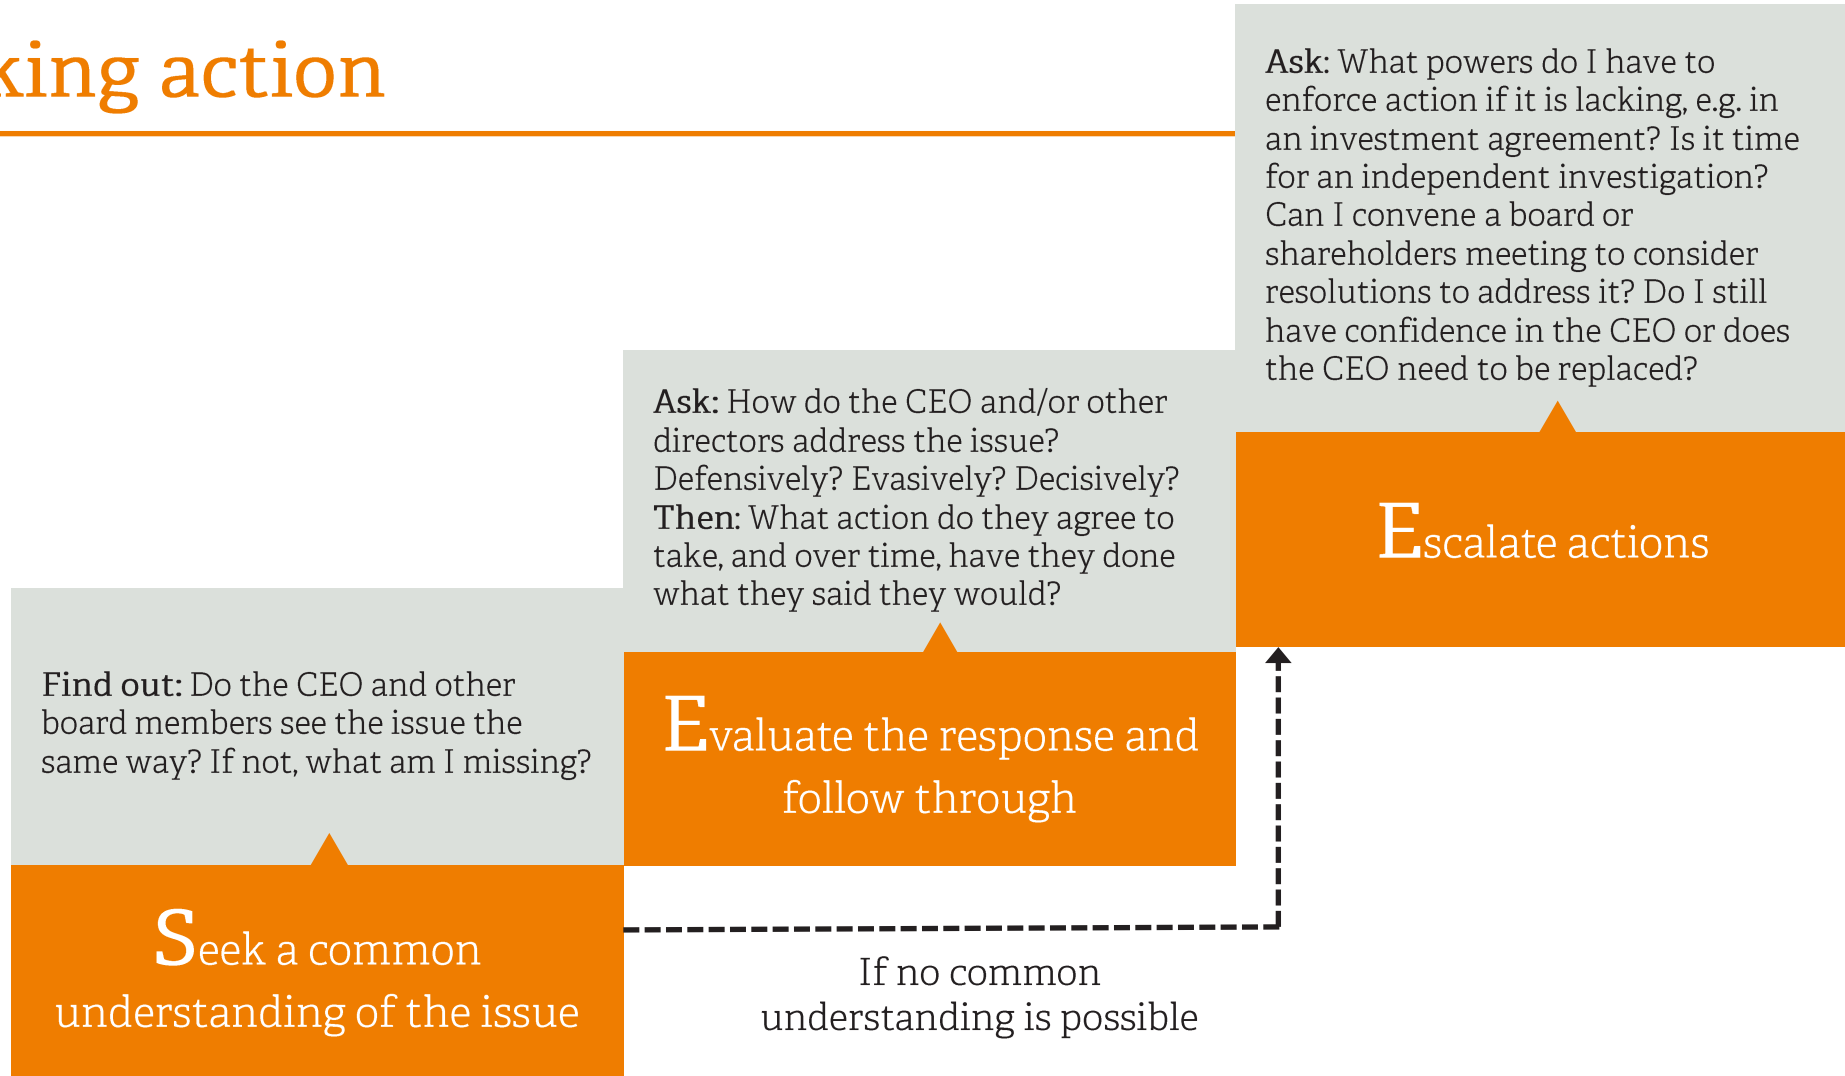 king action
Ask: What powers do I have to
enforce action if it is lacking, e.g. in
an investment agreement? Is it time
for an independent investigation?
Can I convene a board or
shareholders meeting to consider
resolutions to address it? Do I still
have confidence in the CEO or does
the CEO need to be replaced?
Escalate actions
Ask: How do the CEO and/or other
directors address the issue?
Defensively? Evasively? Decisively?
Then: What action do they agree to
take, and over time, have they done
what they said they would?
Evaluate the response and
follow through
Find out: Do the CEO and other
board members see the issue the
same way? If not, what am I missing?
Seek a common
understanding of the issue
If no common
understanding is possible